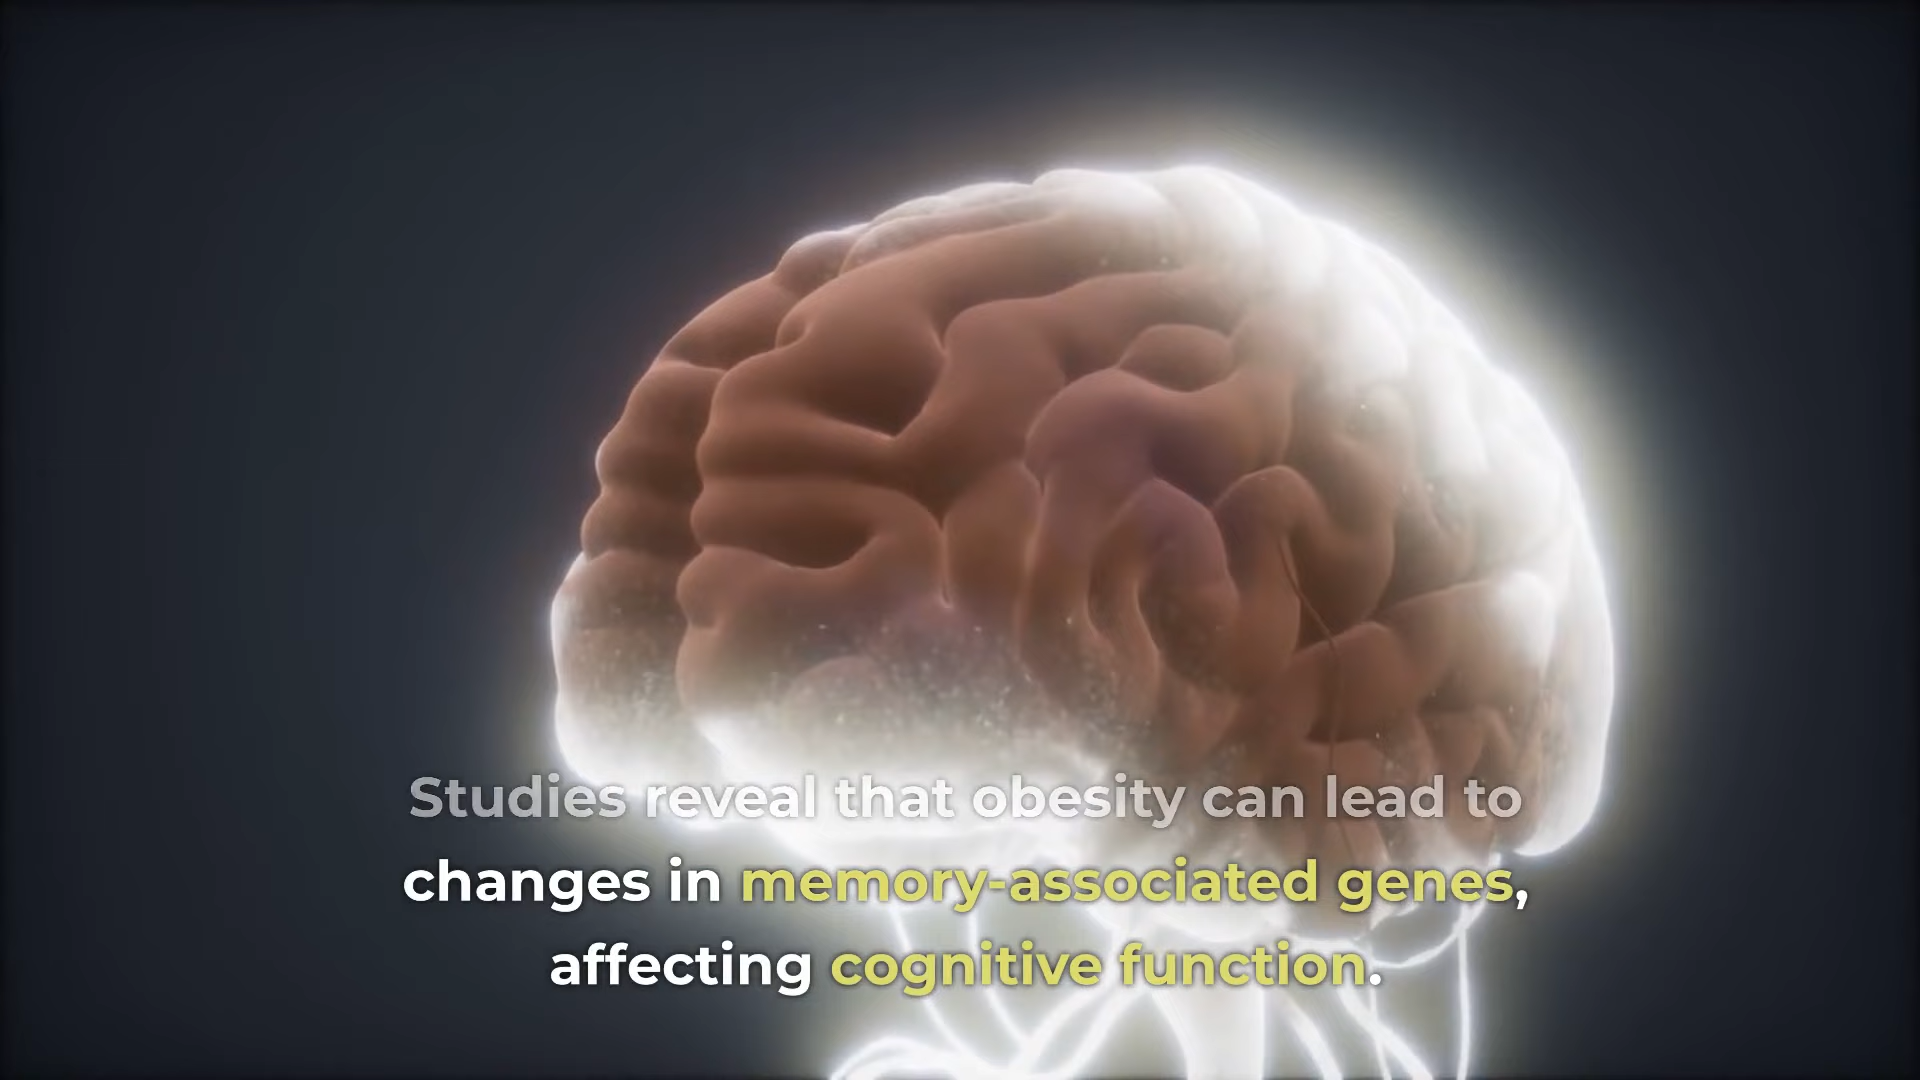 Studies reveal that obesity can lead to
changes in memory-associated genes,
affecting cognitive function.